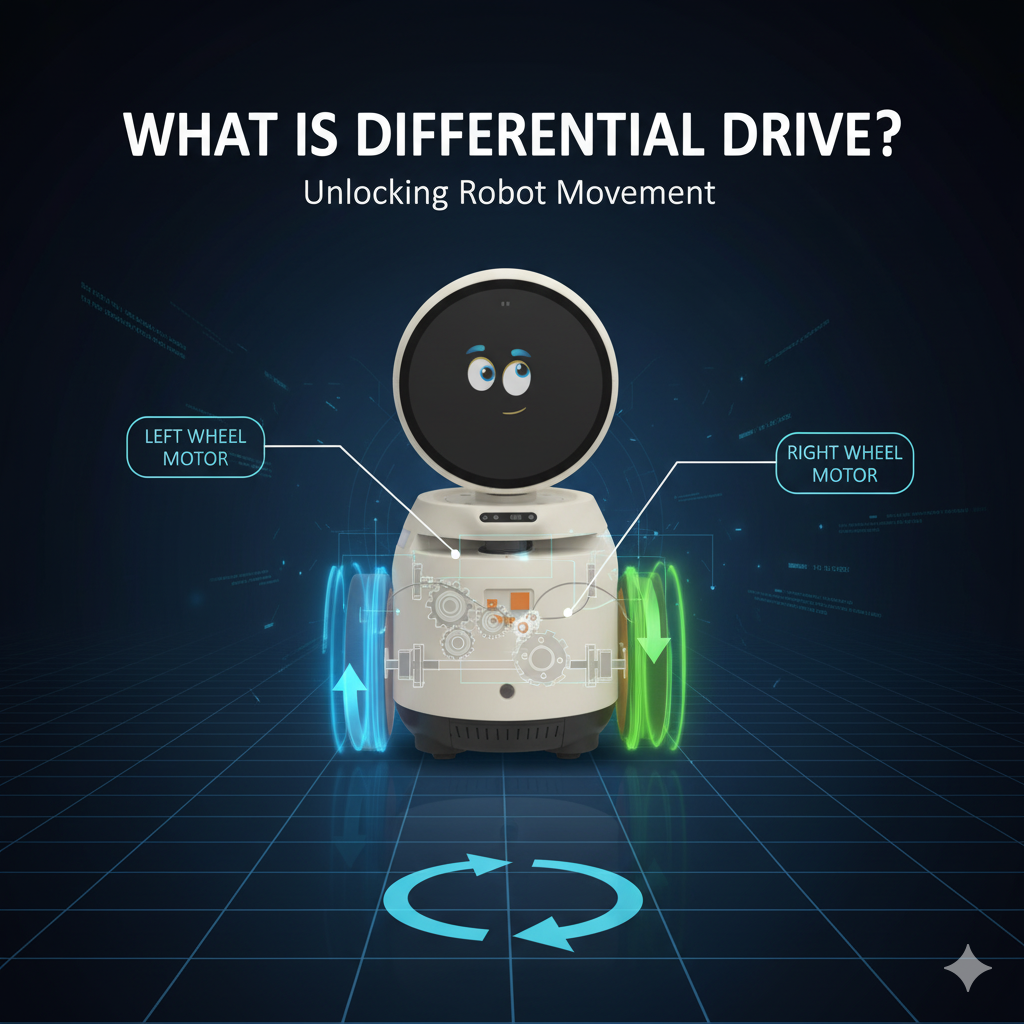 WHAT IS DIFFERENTIAL DRIVE?
Unlocking Robot Movement
LEFT WHEEL
MOTOR
RIGHT WHEEL
MOTOR